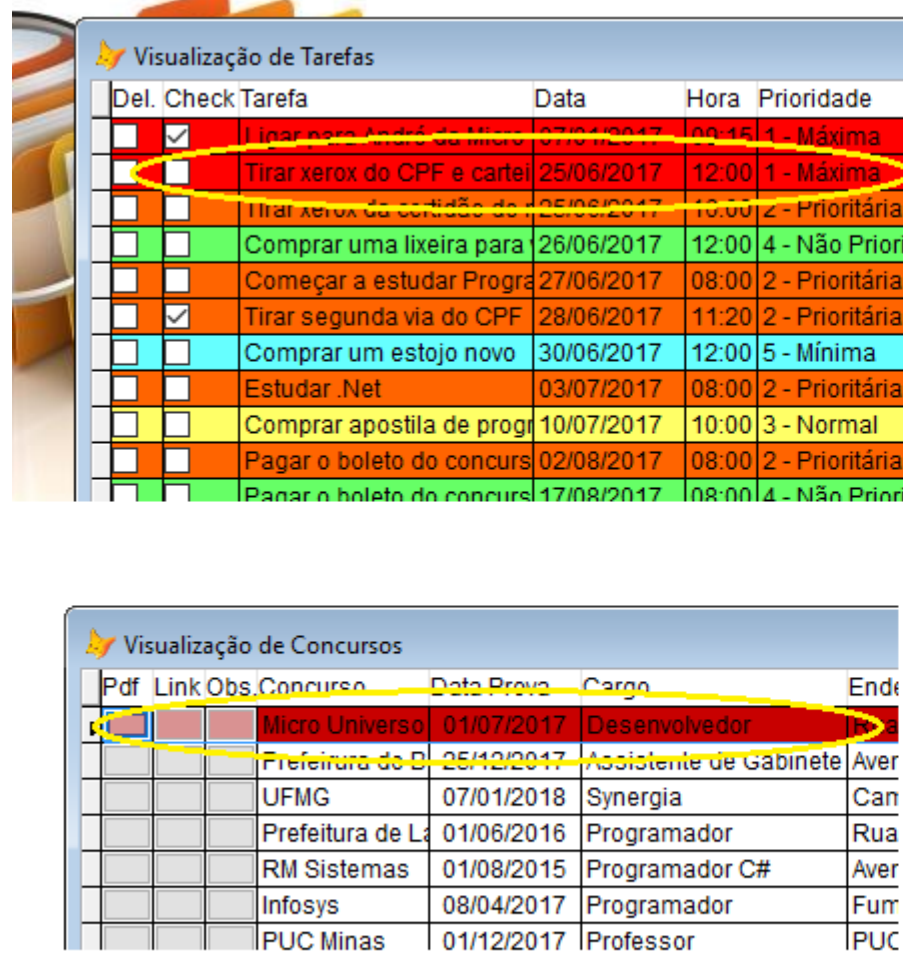 Visualização de Tarefas
Del. Check Tarefa Data Hora Prioridade
Ligar para André da Micro 07/01/2017 09:15 1 - Máxima
Tirar xerox do CPF e cartei 25/06/2017 12:00 1 - Máxima
Tirar xerox da certidão de 25/06/2017 10:00 2 - Prioritária
Comprar uma lixeira para 26/06/2017 12:00 4 - Não Priori
Começar a estudar Progra 27/06/2017 08:00 2 - Prioritária
Tirar segunda via do CPF 28/06/2017 11:20 2 - Prioritária
Comprar um estojo novo 30/06/2017 12:00 5 - Mínima
Estudar .Net 03/07/2017 08:00 2 - Prioritária
Comprar apostila de progr 10/07/2017 10:00 3 - Normal
Pagar o boleto do concurs 02/08/2017 08:00 2 - Prioritária
Pagar o boleto do concurs 17/08/2017 08:00 4 - Não Priori
Visualização de Concursos
Pdf Link Obs. Concurso Data Prova Cargo Ende
Micro Universo 01/07/2017 Desenvolvedor Rua
Prefeitura de B 25/12/2017 Assistente de Gabinete Aver
UFMG 07/01/2018 Synergia Cam
Prefeitura de La 01/06/2016 Programador Rua
RM Sistemas 01/08/2015 Programador C# Aver
Infosys 08/04/2017 Programador Fum
PUC Minas 01/12/2017 Professor PUC